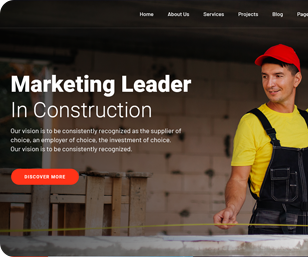 Home About Us Services Projects Blog Page
Marketing Leader
In Construction
Our vision is to be consistently recognized as the supplier of
choice, an employer of choice, the investment of choice.
Our vision is to be consistently recognized.
DISCOVER MORE